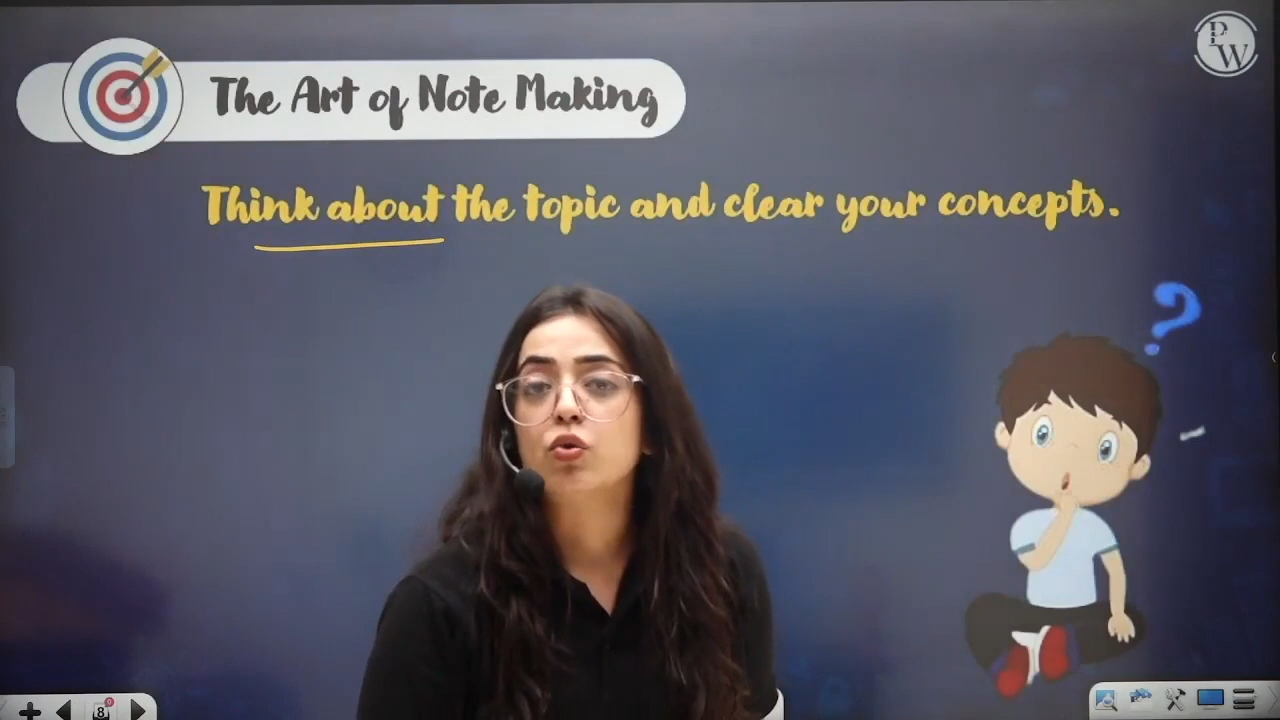 The Art of Note Making
PW
Think about the topic and clear your concepts.
?
8